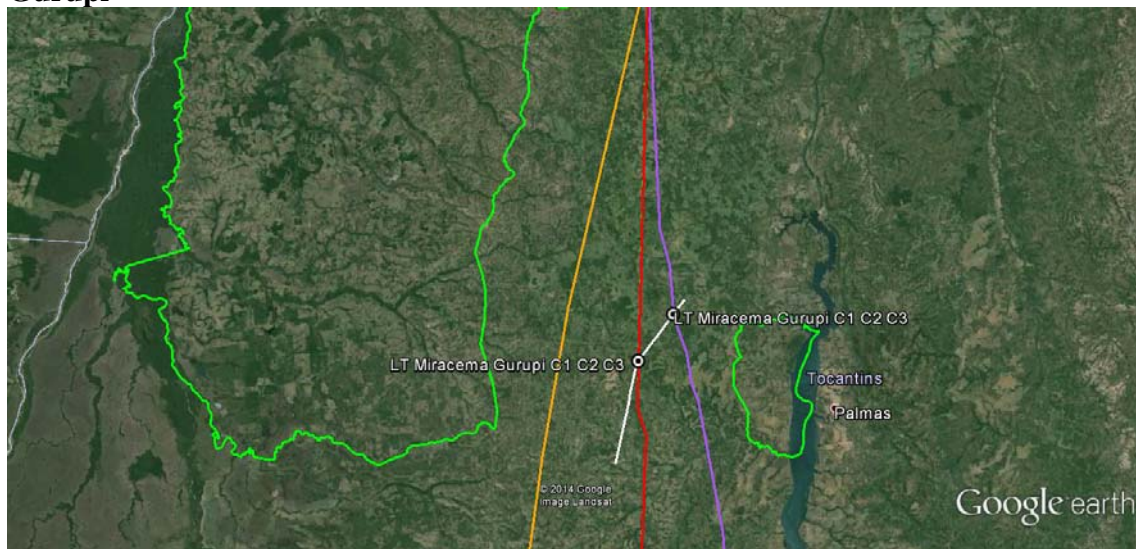 Gurupi
LT Miracema Gurupi C1 C2 C3
LT Miracema Gurupi C1 C2 C3
Tocantins
Palmas
© 2014 Google
Image Landsat
Google earth